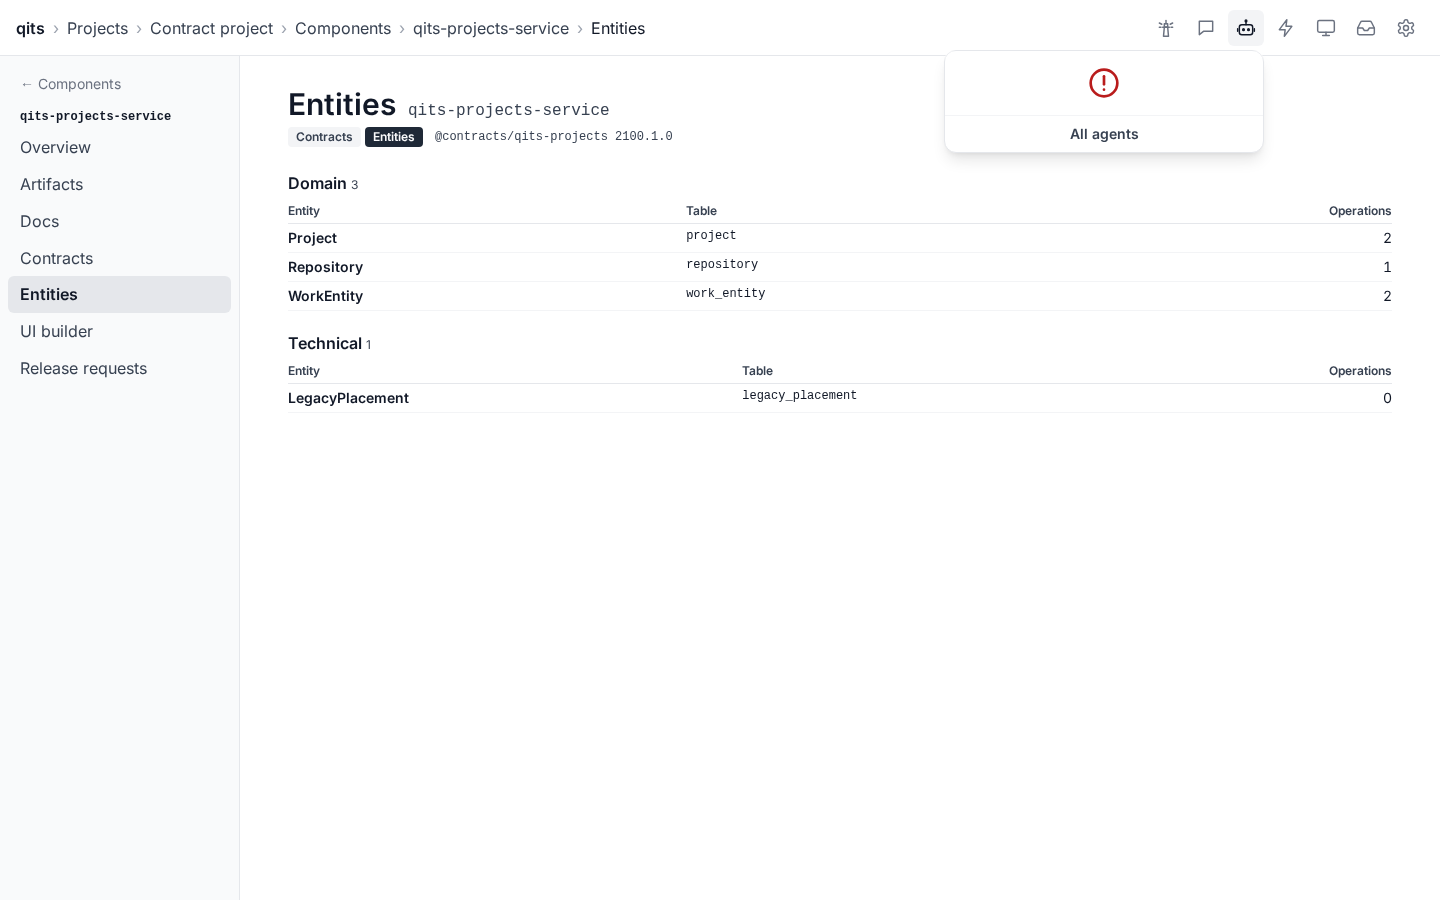 qits › Projects › Contract project › Components › qits-projects-service › Entities
All agents
← Components
qits-projects-service
Overview
Artifacts
Docs
Contracts
Entities
UI builder
Release requests
Entities qits-projects-service
Contracts Entities @contracts/qits-projects 2100.1.0
Domain 3
Entity Table Operations
Project project 2
Repository repository 1
WorkEntity work_entity 2
Technical 1
Entity Table Operations
LegacyPlacement legacy_placement 0